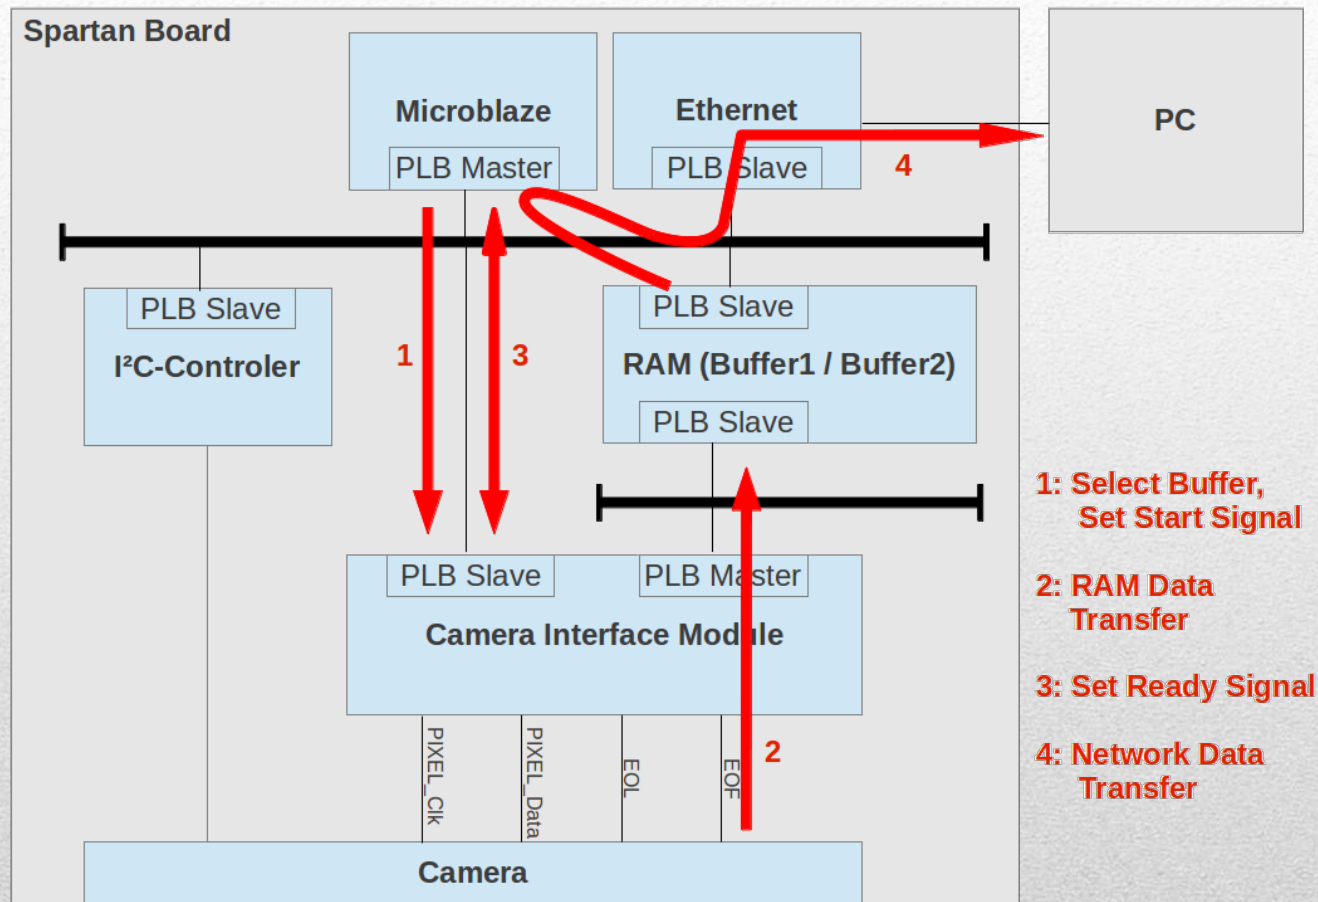 Spartan Board
Microblaze
PLB Master
Ethernet
PLB Slave
PC
4
PLB Slave
I²C-Controler
1
3
PLB Slave
RAM (Buffer1 / Buffer2)
PLB Slave
1: Select Buffer,
Set Start Signal
2: RAM Data
Transfer
3: Set Ready Signal
4: Network Data
Transfer
PLB Slave
PLB Master
Camera Interface Module
PIXEL_Clk
PIXEL_Data
EOL
EOF
2
Camera